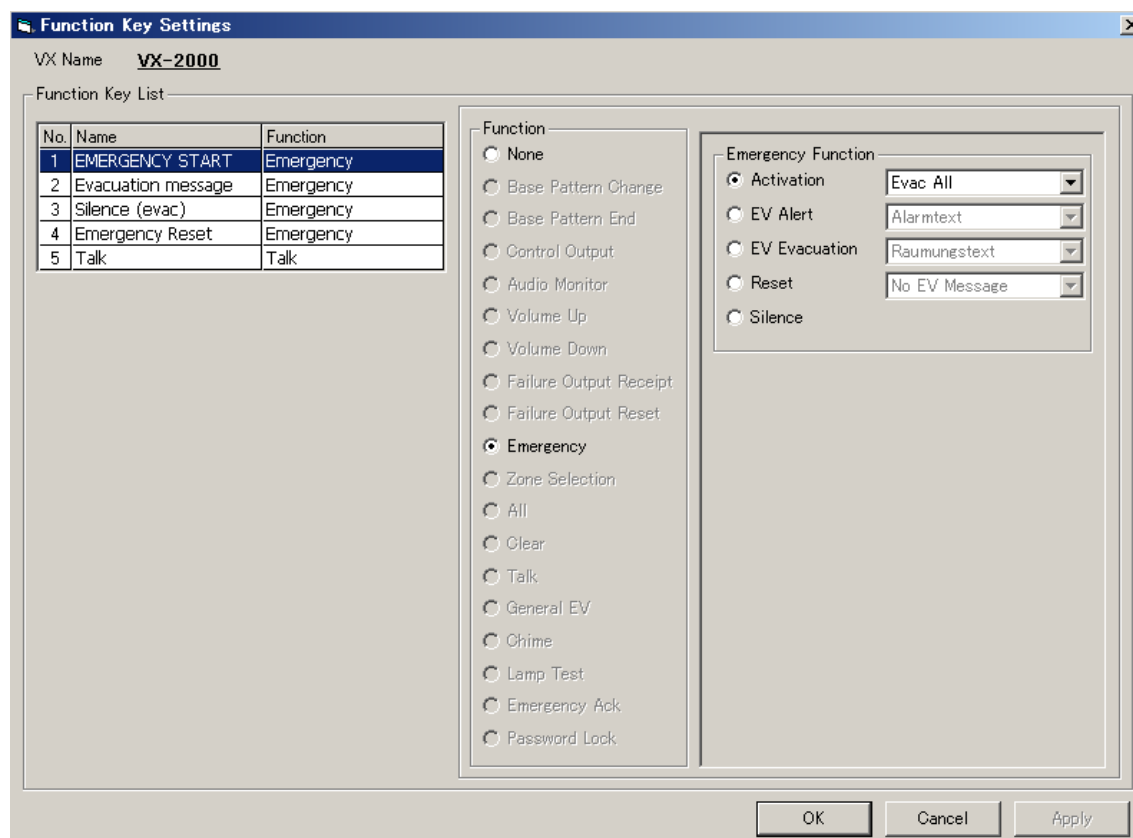 Function Key Settings
VX Name VX-2000
Function Key List
No. Name Function
1 EMERGENCY START Emergency
2 Evacuation message Emergency
3 Silence (evac) Emergency
4 Emergency Reset Emergency
5 Talk Talk
Function
None
Base Pattern Change
Base Pattern End
Control Output
Audio Monitor
Volume Up
Volume Down
Failure Output Receipt
Failure Output Reset
Emergency
Zone Selection
All
Clear
Talk
General EV
Chime
Lamp Test
Emergency Ack
Password Lock
Emergency Function
Activation Evac All
EV Alert Alarmtext
EV Evacuation Raumungstext
Reset No EV Message
Silence
OK Cancel Apply